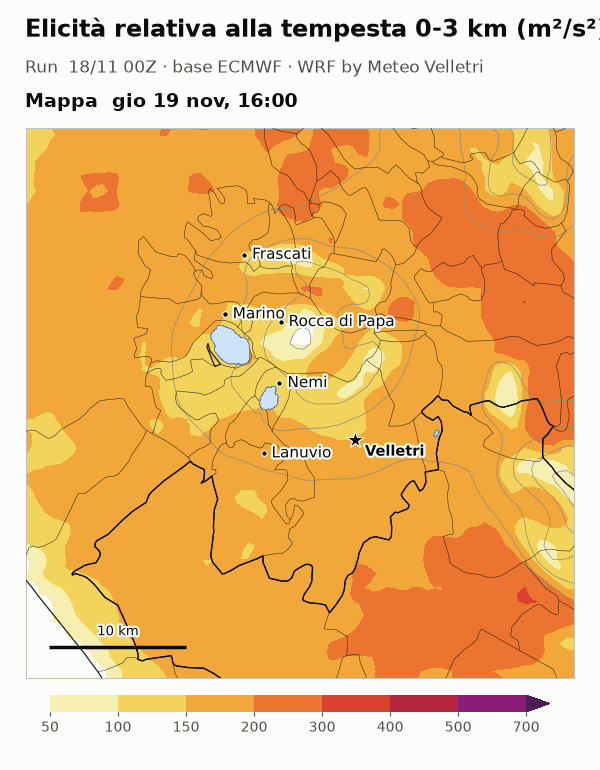 Elicità relativa alla tempesta 0-3 km (m²/s²)
Run 18/11 00Z · base ECMWF · WRF by Meteo Velletri
Mappa gio 19 nov, 16:00
Frascati
Marino
Rocca di Papa
Nemi
Velletri
Lanuvio
10 km
50 100 150 200 300 400 500 700